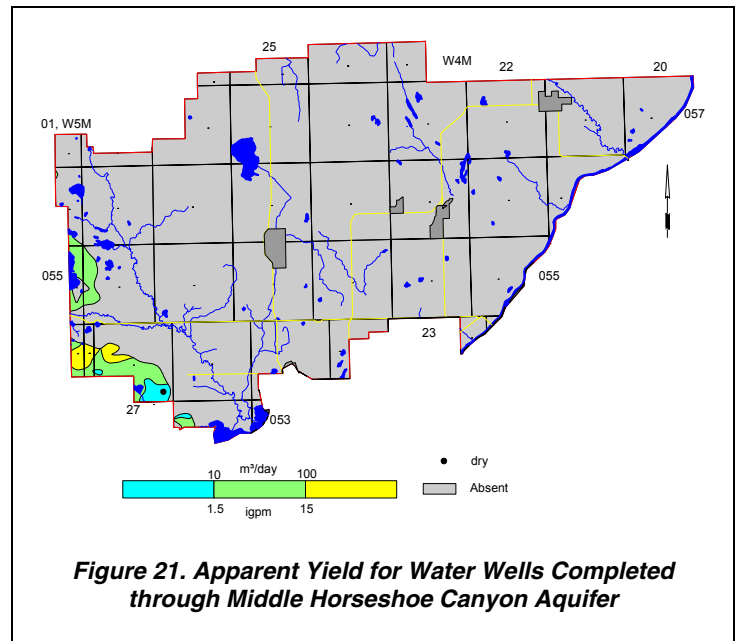 25
W4M
22
20
057
01, W5M
055
055
23
27
053
10
m³/day
100
1.5
igpm
15
dry
Absent
Figure 21. Apparent Yield for Water Wells Completed
through Middle Horseshoe Canyon Aquifer